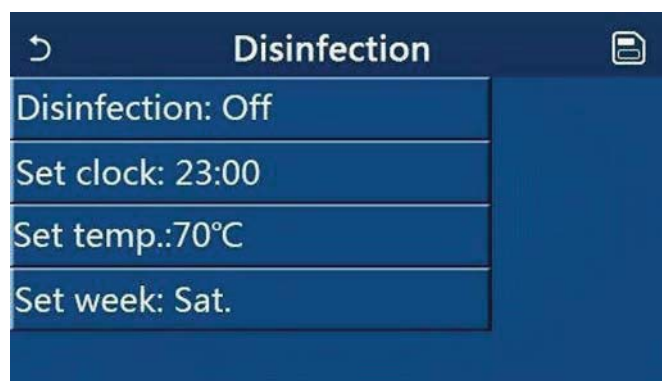 Disinfection
Disinfection: Off
Set clock: 23:00
Set temp.:70℃
Set week: Sat.